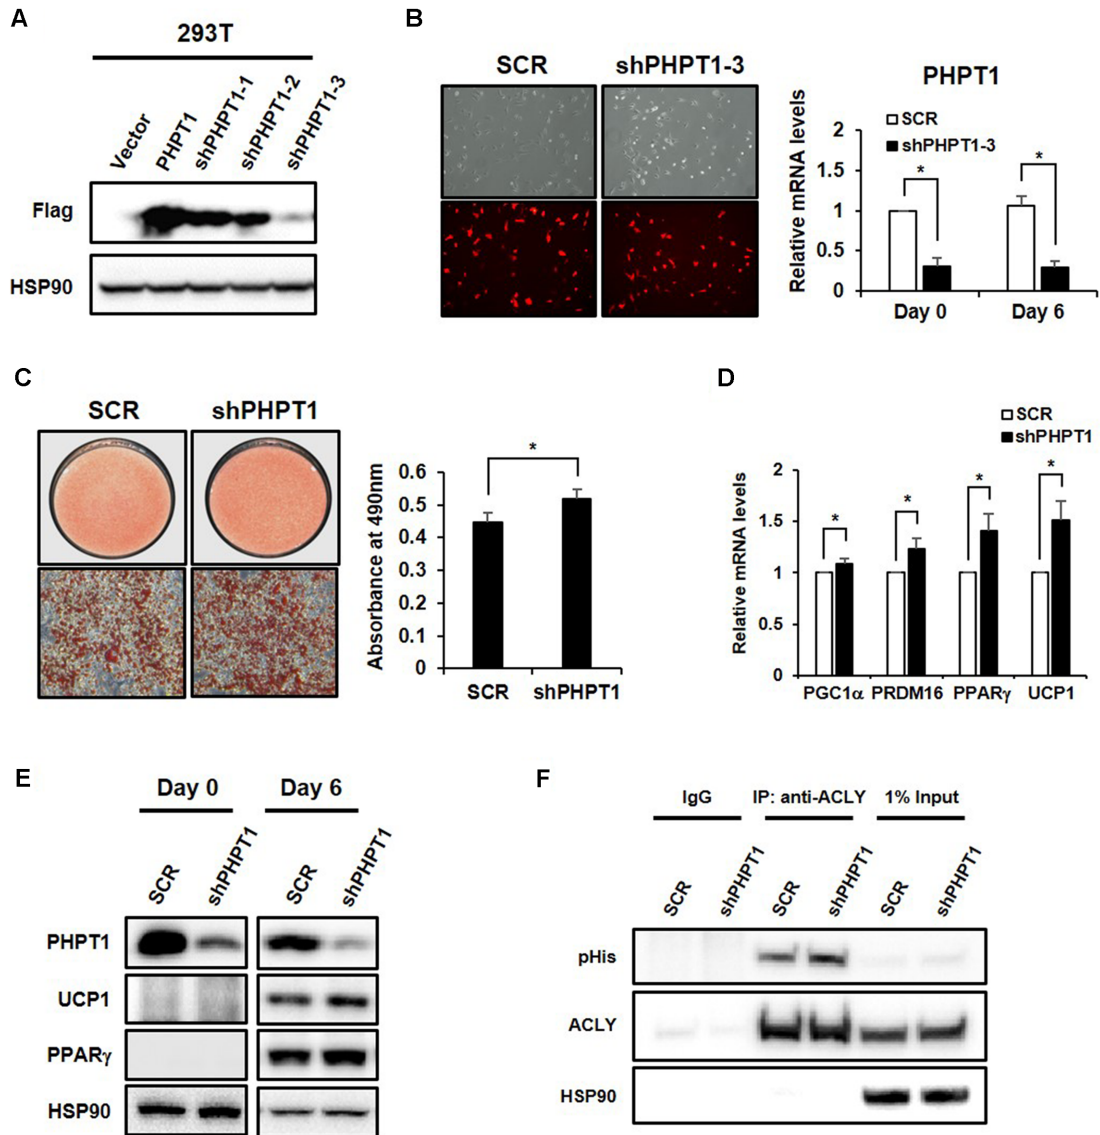 A
293T
Vector
PHPT1
shPHPT1-1
shPHPT1-2
shPHPT1-3
Flag
HSP90
B
SCR
shPHPT1-3
PHPT1
SCR
shPHPT1-3
Relative mRNA levels
2
1.5
1
0.5
0
*
*
Day 0
Day 6
C
SCR
shPHPT1
Absorbance at 490nm
0.6
0.5
0.4
0.3
0.2
0.1
0
*
SCR
shPHPT1
D
SCR
shPHPT1
Relative mRNA levels
2
1.5
1
0.5
0
*
*
*
*
PGC1α
PRDM16
PPARγ
UCP1
E
Day 0
Day 6
SCR
shPHPT1
SCR
shPHPT1
PHPT1
UCP1
PPARγ
HSP90
F
IgG
IP: anti-ACLY
1% Input
SCR
shPHPT1
SCR
shPHPT1
SCR
shPHPT1
pHis
ACLY
HSP90